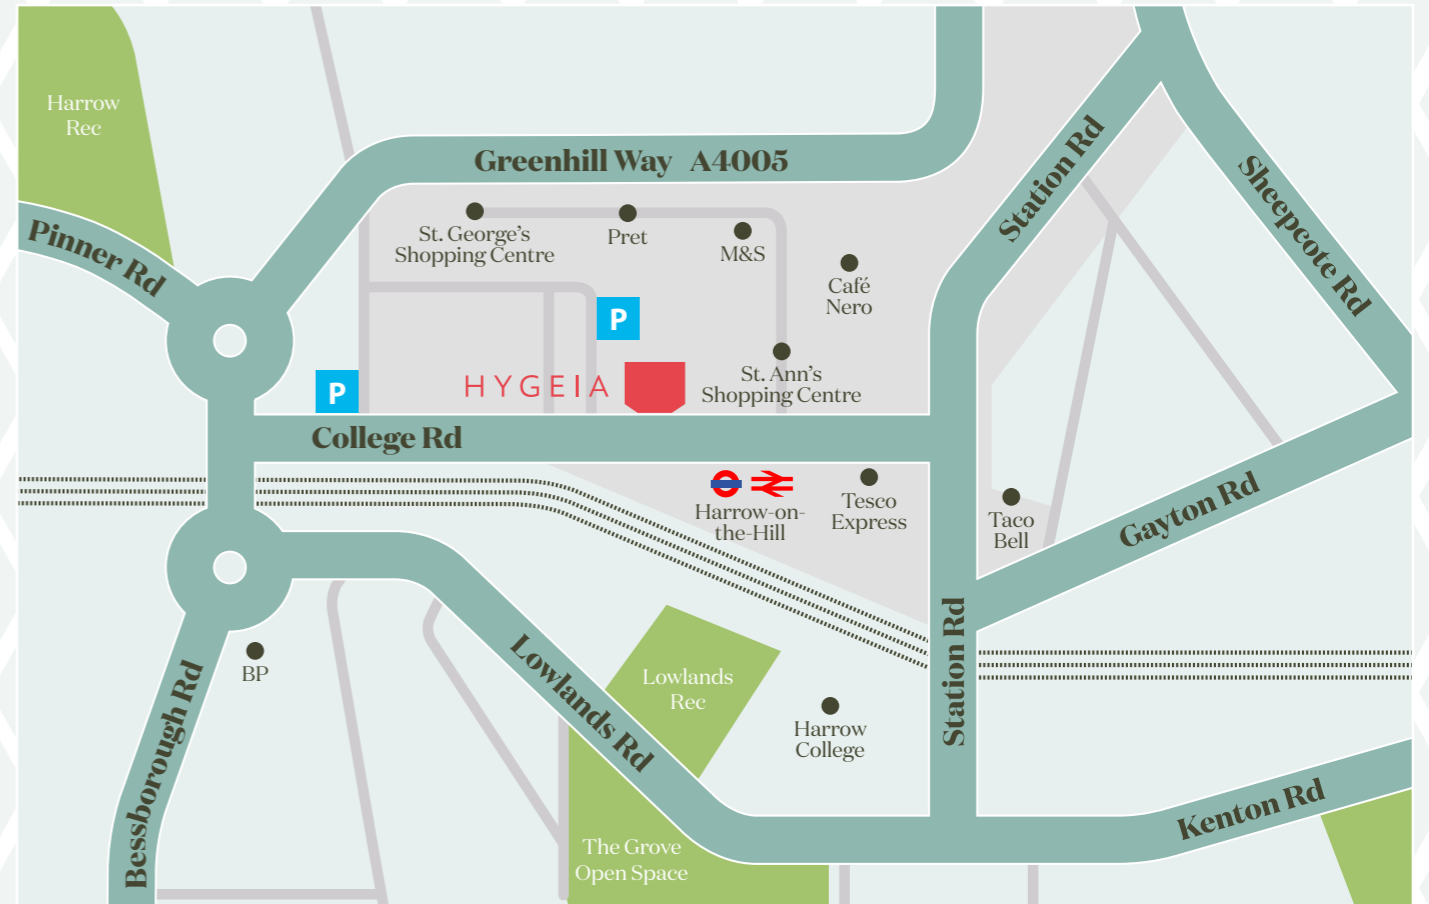 Harrow
Rec
Greenhill Way A4005
Station Rd
Sheepcote Rd
Pinner Rd
St. George's
Shopping Centre
Pret
M&S
Café
Nero
P
P
HYGEIA
St. Ann's
Shopping Centre
College Rd
Harrow-on-
the-Hill
Tesco
Express
Taco
Bell
Gayton Rd
BP
Lowlands Rd
Lowlands
Rec
Harrow
College
Station Rd
Bessborough Rd
Kenton Rd
The Grove
Open Space